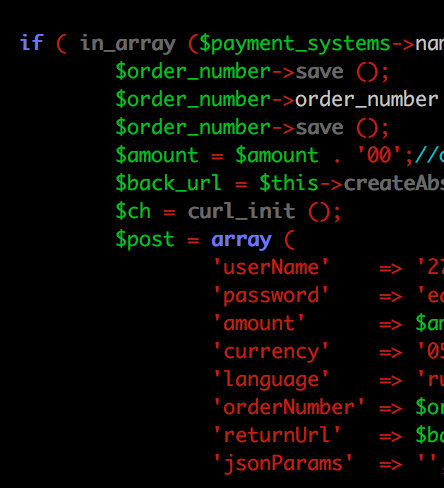 if ( in_array ($payment_systems->nam
$order_number->save ();
$order_number->order_number
$order_number->save ();
$amount = $amount . '00';//
$back_url = $this->createAbs
$ch = curl_init ();
$post = array (
'userName' => '27
'password' => 'ec
'amount' => $am
'currency' => '05
'language' => 'ru
'orderNumber' => $or
'returnUrl' => $ba
'jsonParams' => '',